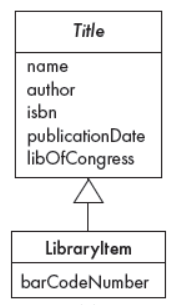 Title
name
author
isbn
publicationDate
libOfCongress
LibraryItem
barCodeNumber